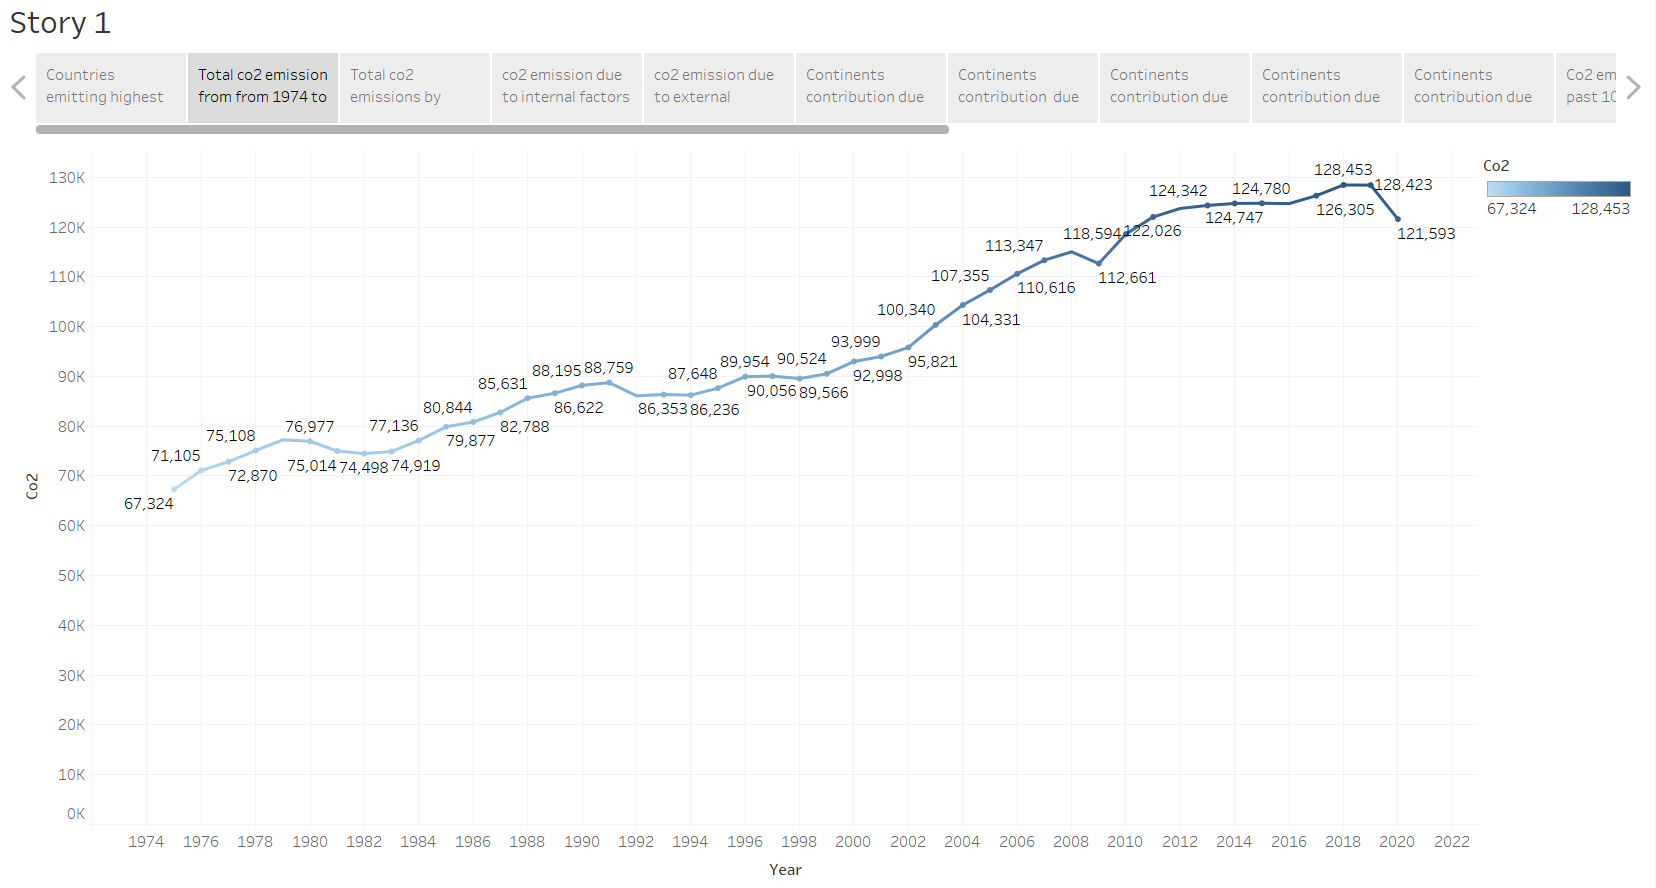 Story 1
Countries
emitting highest
Total co2 emission
from from 1974 to
Total co2
emissions by
co2 emission due
to internal factors
co2 emission due
to external
Continents
contribution due
Continents
contribution due
Continents
contribution due
Continents
contribution due
Continents
contribution due
Co2 em
past 10
Co2
67,324 128,453
130K
120K
110K
100K
90K
80K
70K
60K
50K
40K
30K
20K
10K
0K
Co2
67,324
71,105
72,870
75,108
76,977
75,014
74,498
74,919
77,136
79,877
80,844
82,788
85,631
86,622
88,195
88,759
86,353
86,236
87,648
89,954
90,056
89,566
90,524
92,998
93,999
95,821
100,340
104,331
107,355
110,616
113,347
112,661
118,594
122,026
124,342
124,747
124,780
126,305
128,453
128,423
121,593
1974 1976 1978 1980 1982 1984 1986 1988 1990 1992 1994 1996 1998 2000 2002 2004 2006 2008 2010 2012 2014 2016 2018 2020 2022
Year